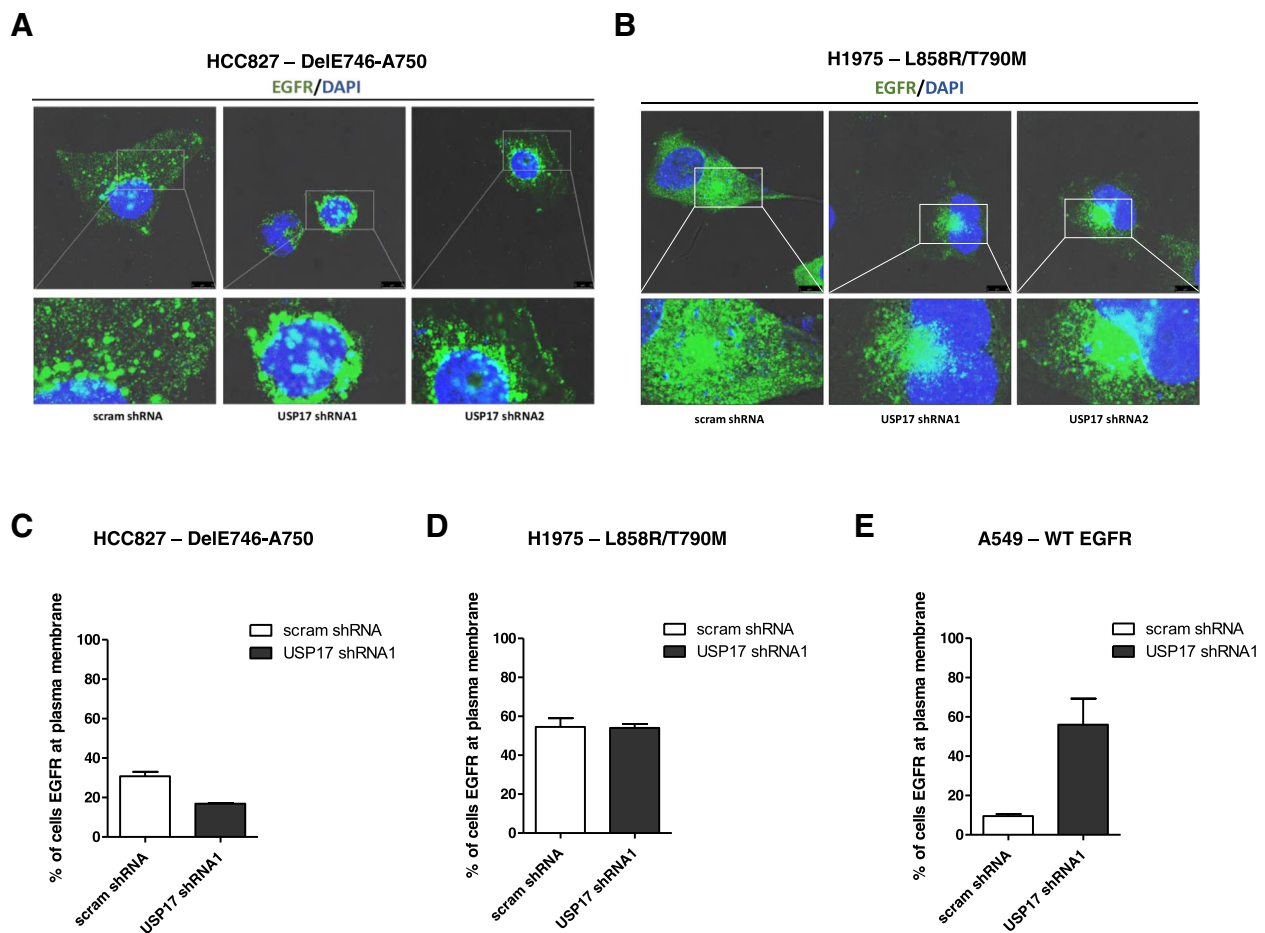 A
HCC827 – DelE746-A750
EGFR/DAPI
scram shRNA
USP17 shRNA1
USP17 shRNA2
B
H1975 – L858R/T790M
EGFR/DAPI
scram shRNA
USP17 shRNA1
USP17 shRNA2
C
HCC827 – DelE746-A750
% of cells EGFR at plasma membrane
100
80
60
40
20
0
scram shRNA
USP17 shRNA1
scram shRNA
USP17 shRNA1
D
H1975 – L858R/T790M
% of cells EGFR at plasma membrane
100
80
60
40
20
0
scram shRNA
USP17 shRNA1
scram shRNA
USP17 shRNA1
E
A549 – WT EGFR
% of cells EGFR at plasma membrane
100
80
60
40
20
0
scram shRNA
USP17 shRNA1
scram shRNA
USP17 shRNA1